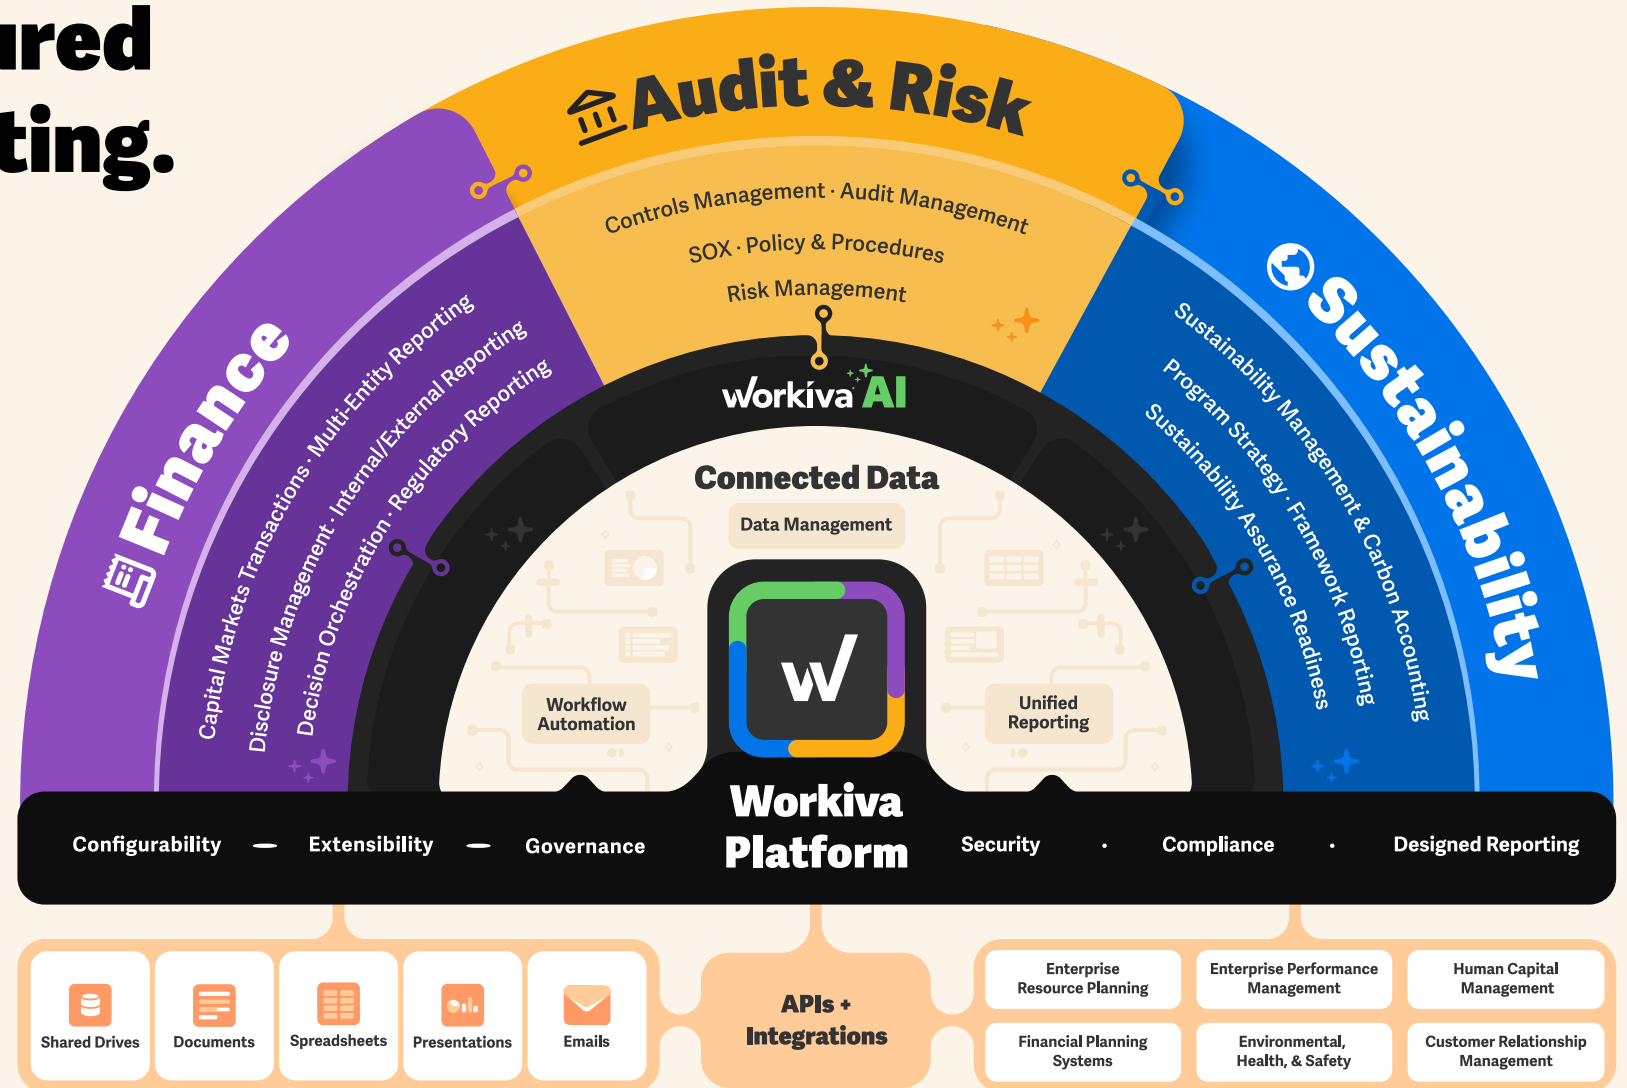 ured
ting.
Audit & Risk
Controls Management · Audit Management
SOX · Policy & Procedures
Risk Management
Finance
Capital Markets Transactions · Multi-Entity Reporting
Disclosure Management · Internal/External Reporting
Decision Orchestration · Regulatory Reporting
Sustainability
Sustainability Management & Carbon Accounting
Program Strategy · Framework Reporting
Sustainability Assurance Readiness
workiva AI
Connected Data
Data Management
Workflow
Automation
Unified
Reporting
W
Workiva
Platform
Configurability — Extensibility — Governance
Security · Compliance · Designed Reporting
Shared Drives
Documents
Spreadsheets
Presentations
Emails
APIs +
Integrations
Enterprise
Resource Planning
Enterprise Performance
Management
Human Capital
Management
Financial Planning
Systems
Environmental,
Health, & Safety
Customer Relationship
Management